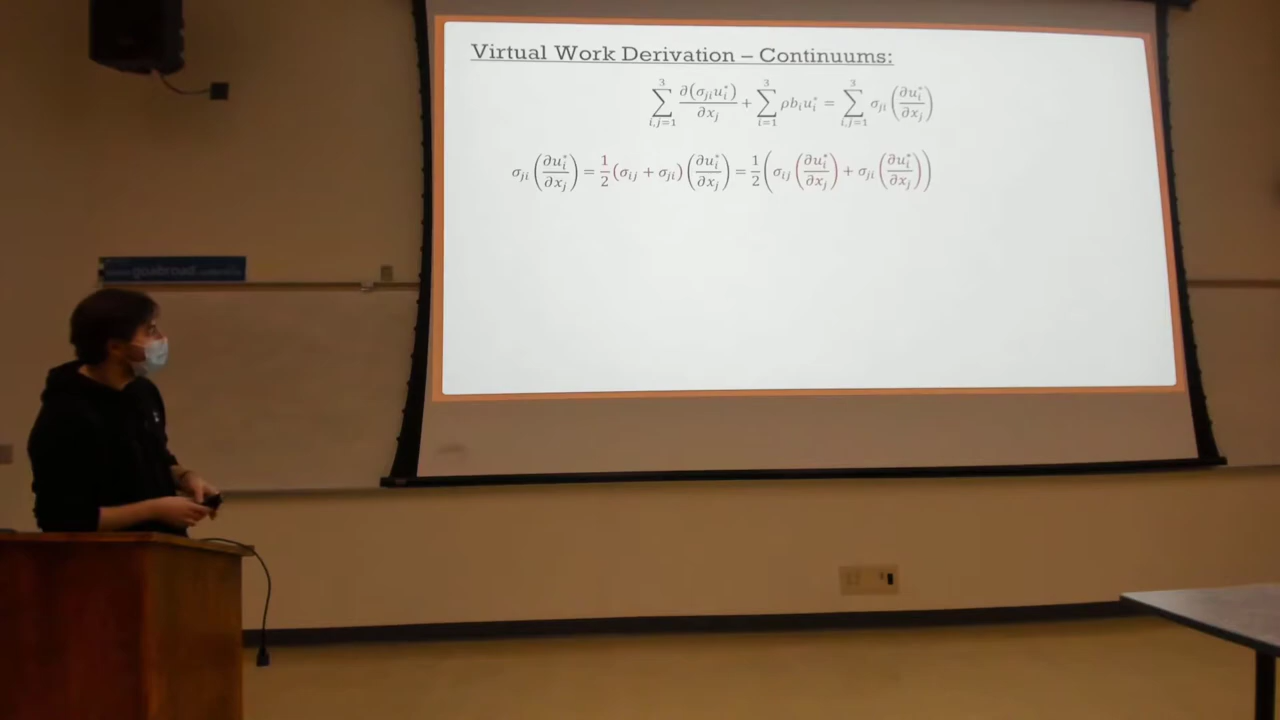 Virtual Work Derivation – Continuums:
∑_{i,j=1}^{3} ∂(σ_{ji}u_i^*)/∂x_j + ∑_{i=1}^{3} ρb_iu_i^* = ∑_{i,j=1}^{3} σ_{ji}(∂u_i^*/∂x_j)
σ_{ji}(∂u_i^*/∂x_j) = 1/2(σ_{ij} + σ_{ji})(∂u_i^*/∂x_j) = 1/2(σ_{ij}(∂u_i^*/∂x_j) + σ_{ji}(∂u_i^*/∂x_j))
goabroad